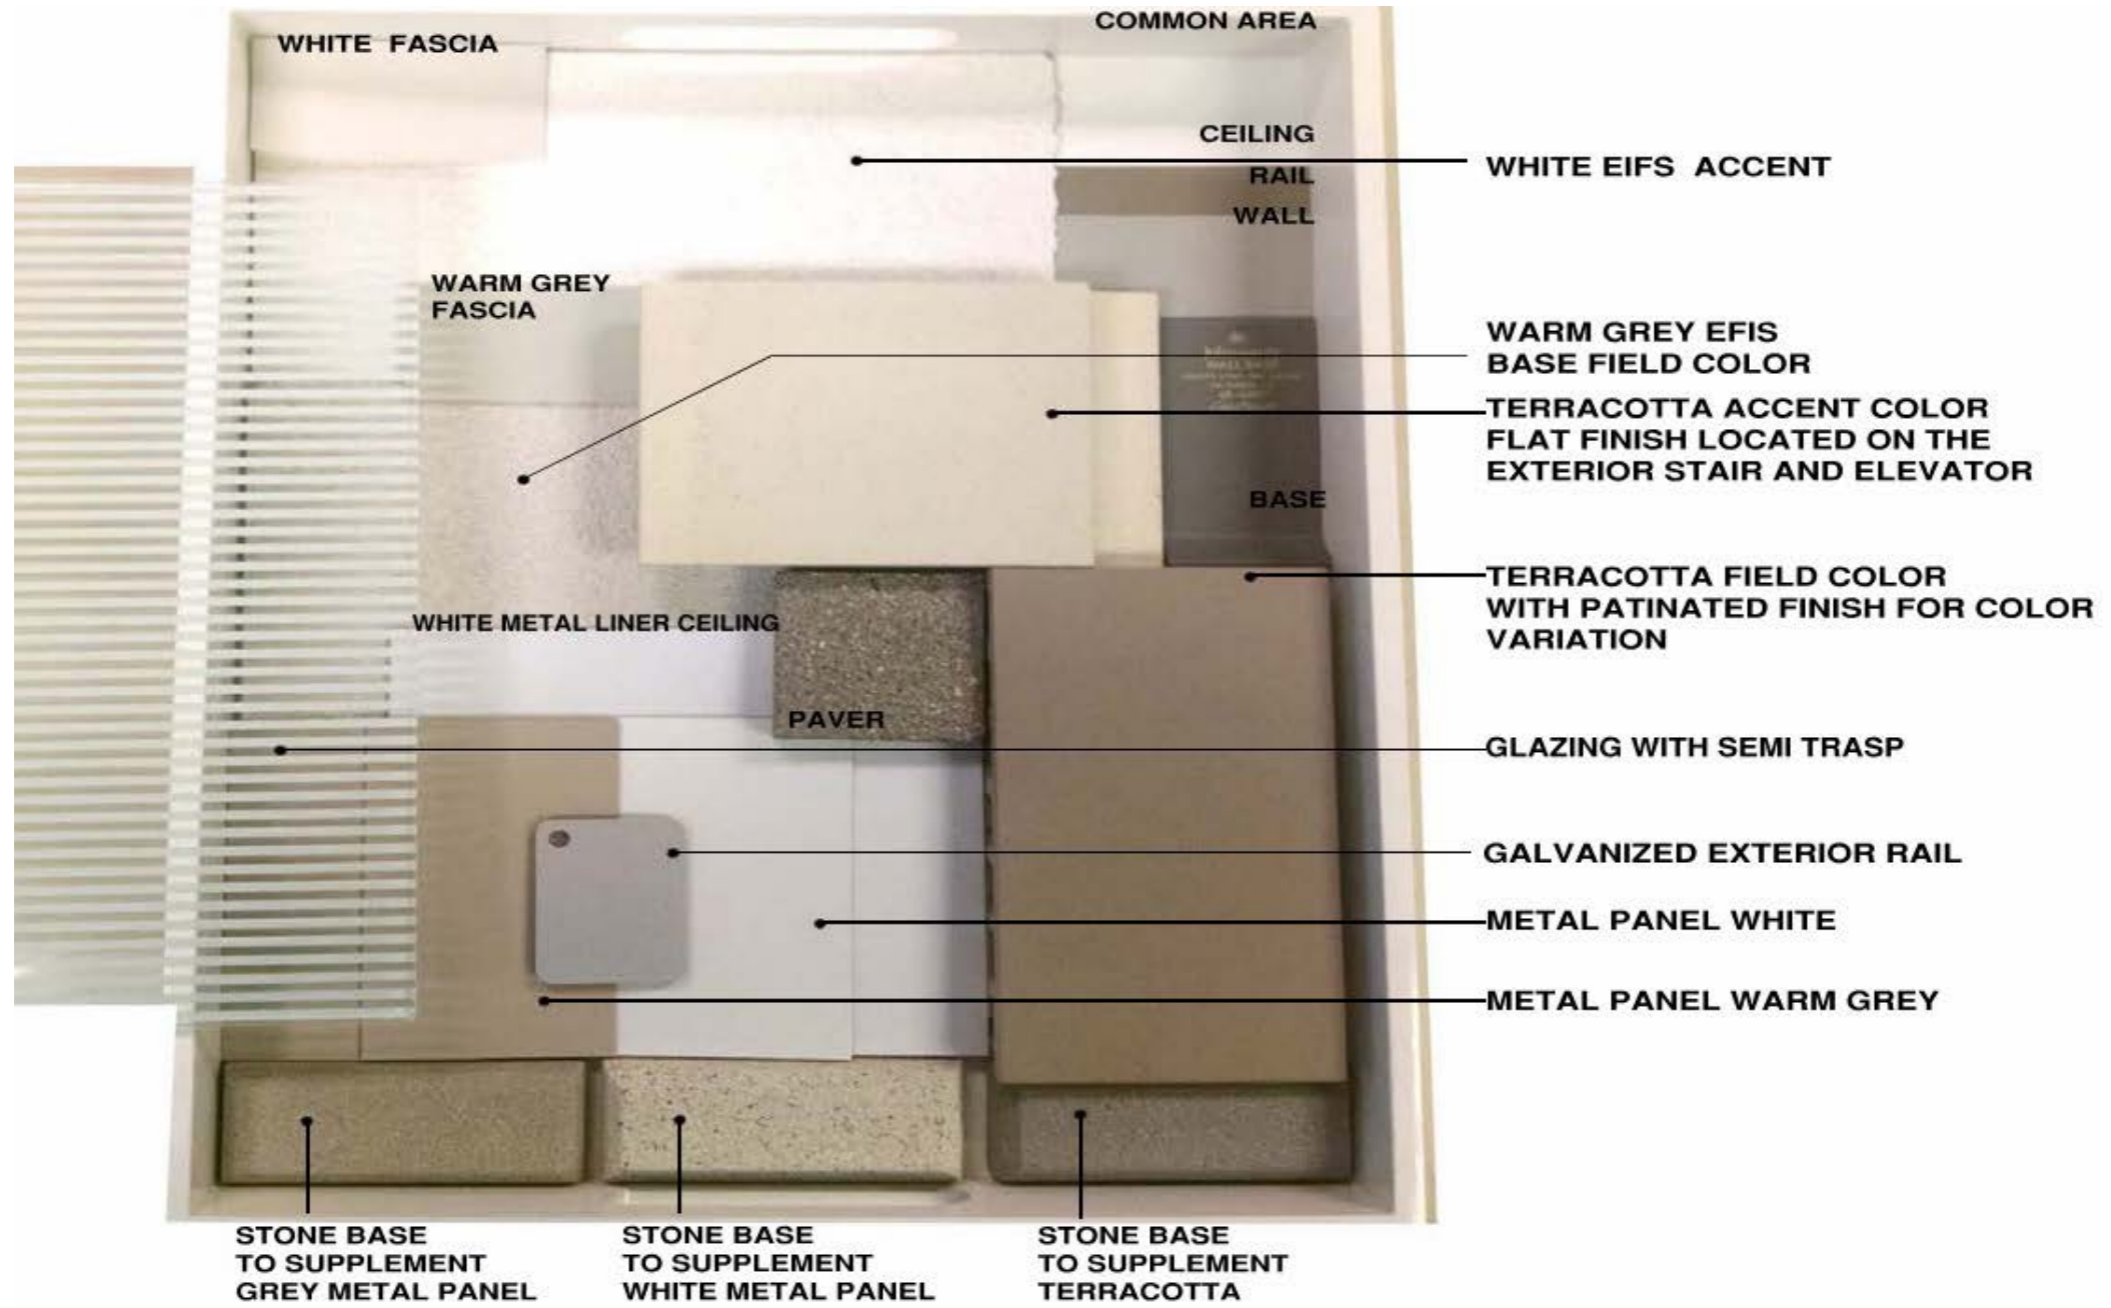 COMMON AREA
WHITE FASCIA
CEILING
RAIL
WALL
WHITE EIFS ACCENT
WARM GREY
FASCIA
WARM GREY EFIS
BASE FIELD COLOR
TERRACOTTA ACCENT COLOR
FLAT FINISH LOCATED ON THE
EXTERIOR STAIR AND ELEVATOR
WALL BASE
BASE
TERRACOTTA FIELD COLOR
WITH PATINATED FINISH FOR COLOR
VARIATION
WHITE METAL LINER CEILING
PAVER
GLAZING WITH SEMI TRASP
GALVANIZED EXTERIOR RAIL
METAL PANEL WHITE
METAL PANEL WARM GREY
STONE BASE
TO SUPPLEMENT
GREY METAL PANEL
STONE BASE
TO SUPPLEMENT
WHITE METAL PANEL
STONE BASE
TO SUPPLEMENT
TERRACOTTA